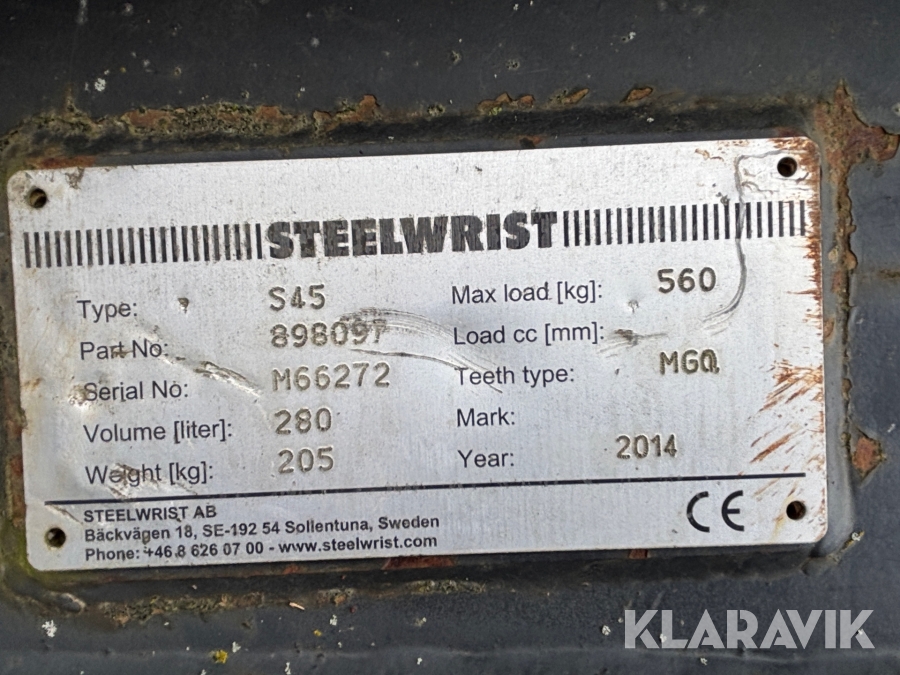 STEELWRIST
Type: S45
Part No: 898097
Serial No: M66272
Volume [liter]: 280
Weight [kg]: 205
Max load [kg]: 560
Load cc [mm]:
Teeth type: MGQ
Mark:
Year: 2014
STEELWRIST AB
Bäckvägen 18, SE-192 54 Sollentuna, Sweden
Phone: +46 8 626 07 00 - www.steelwrist.com
CE
KLARAVIK